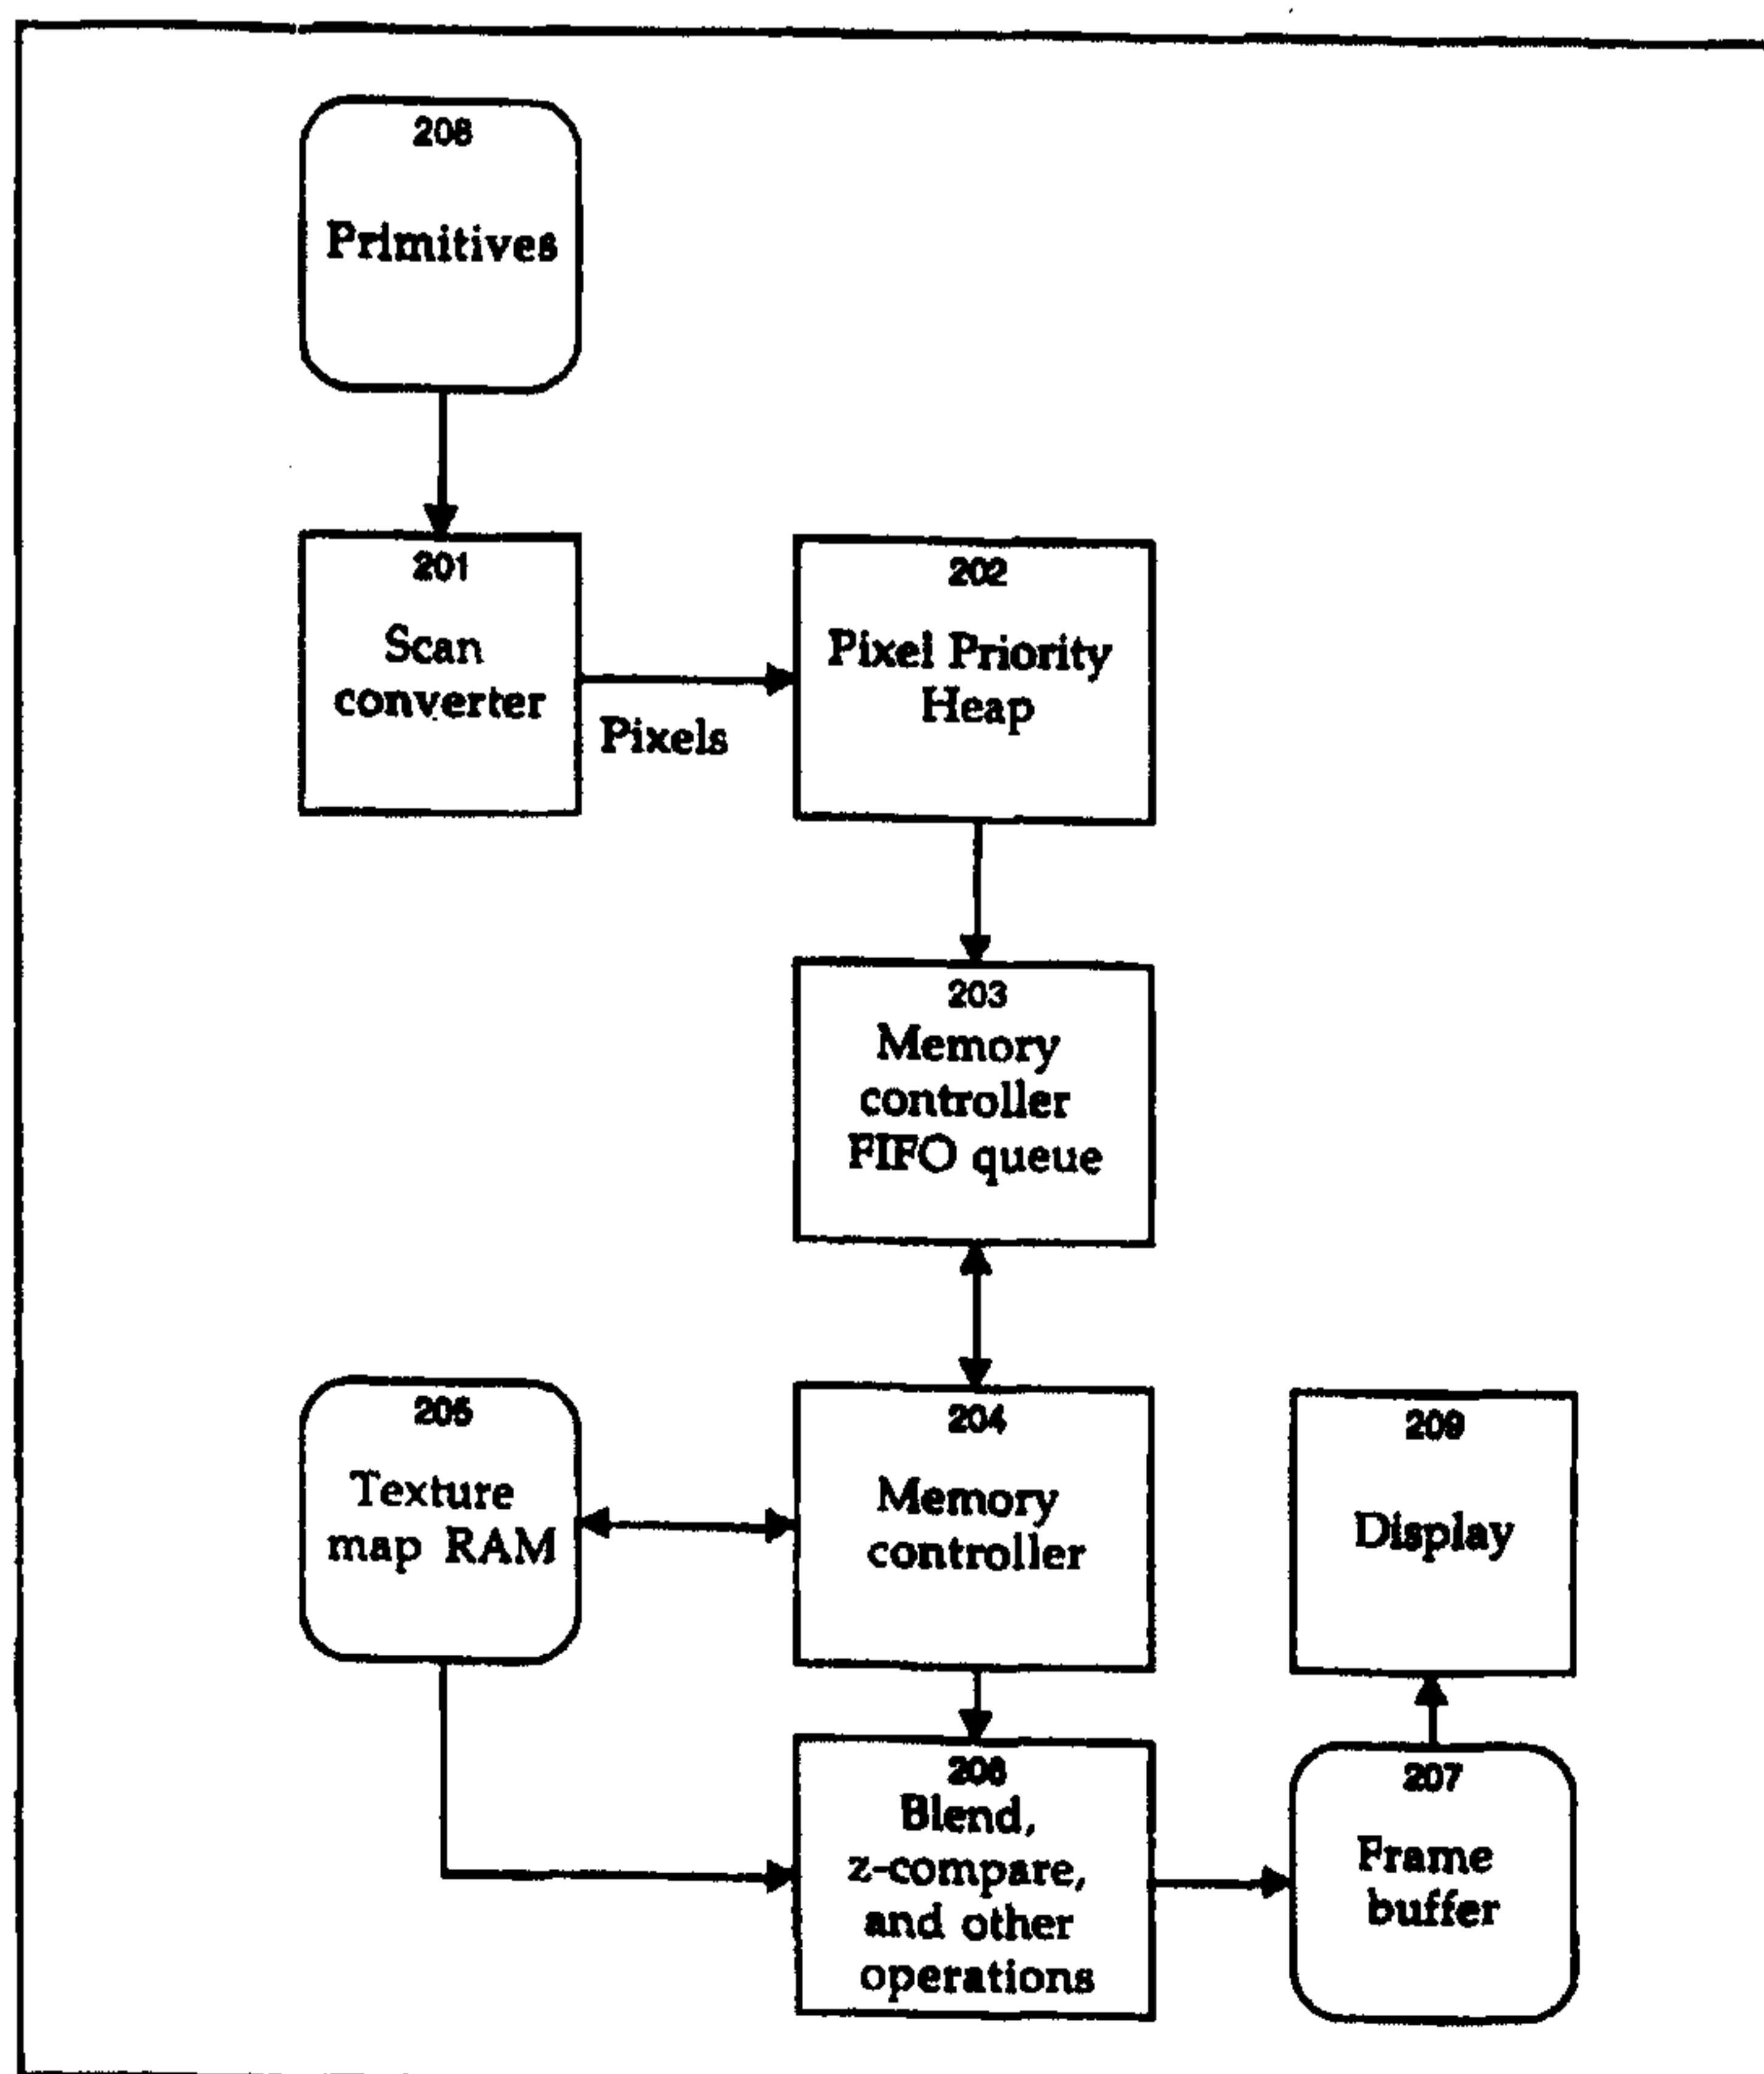 208
Primitives
201
Scan
converter
Pixels
202
Pixel Priority
Heap
203
Memory
controller
FIFO queue
205
Texture
map RAM
204
Memory
controller
209
Display
206
Blend,
z-compare,
and other
operations
207
Frame
buffer